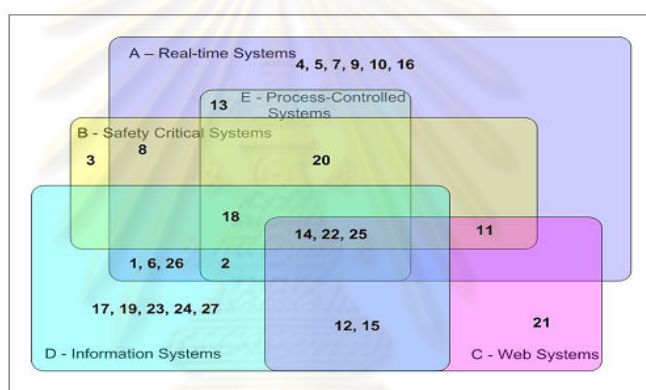 A – Real-time Systems
4, 5, 7, 9, 10, 16
13
E - Process-Controlled
Systems
B - Safety Critical Systems
3
8
20
18
14, 22, 25
11
1, 6, 26
2
17, 19, 23, 24, 27
12, 15
21
D - Information Systems
C - Web Systems